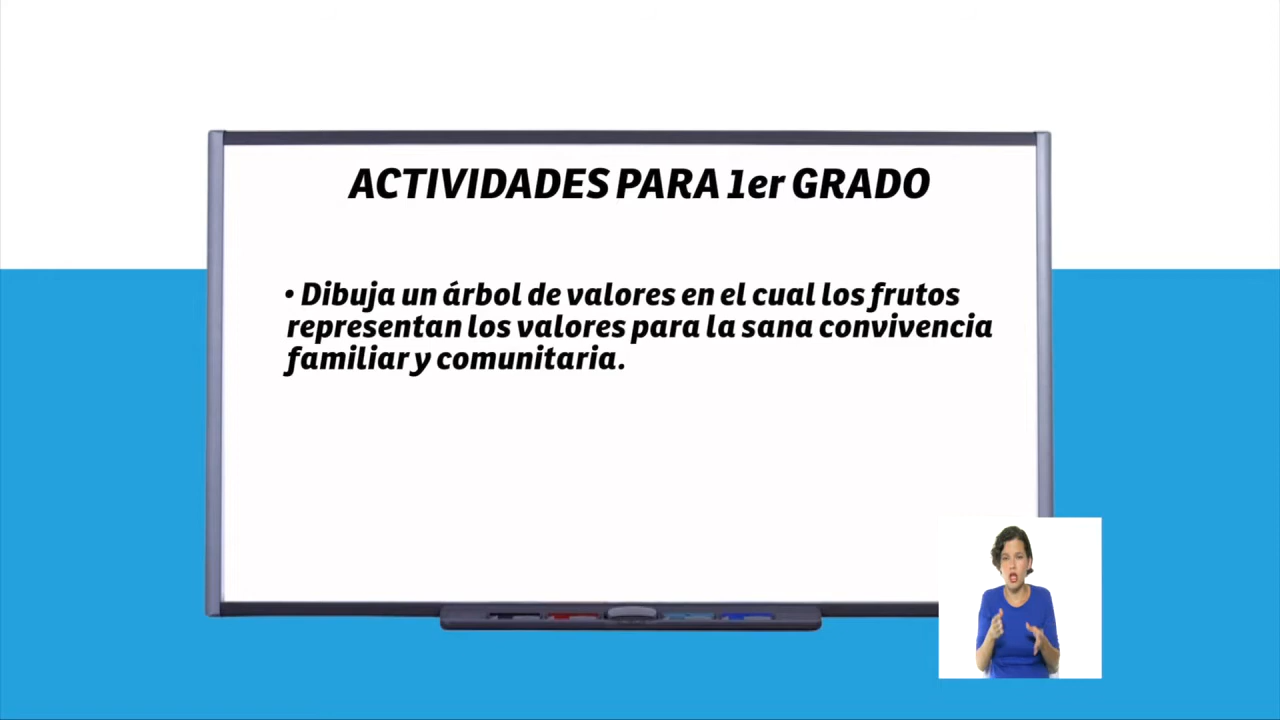 ACTIVIDADES PARA 1er GRADO
• Dibuja un árbol de valores en el cual los frutos
representan los valores para la sana convivencia
familiar y comunitaria.